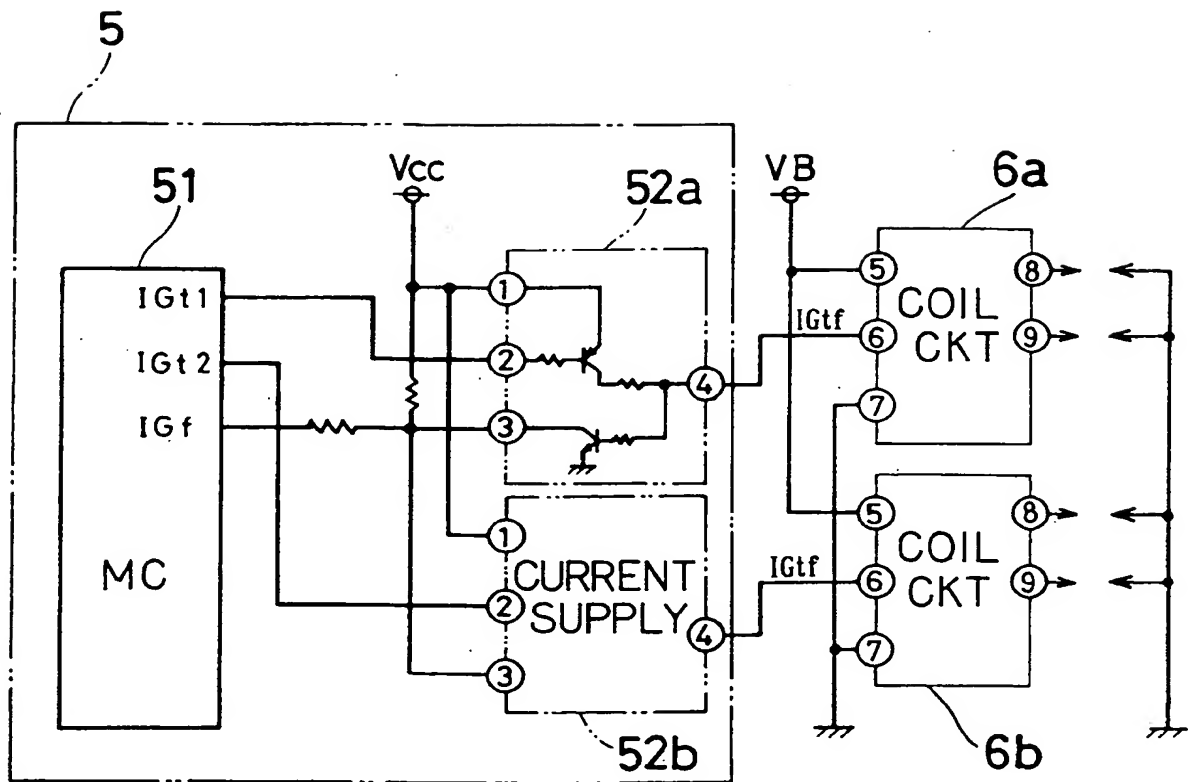 5
51
Vcc
52a
VB
6a
IGt1
IGt2
IGf
MC
1
2
3
4
IGtf
5
6
7
8
9
COIL
CKT
1
2
3
4
CURRENT
SUPPLY
IGtf
5
6
7
8
9
COIL
CKT
52b
6b